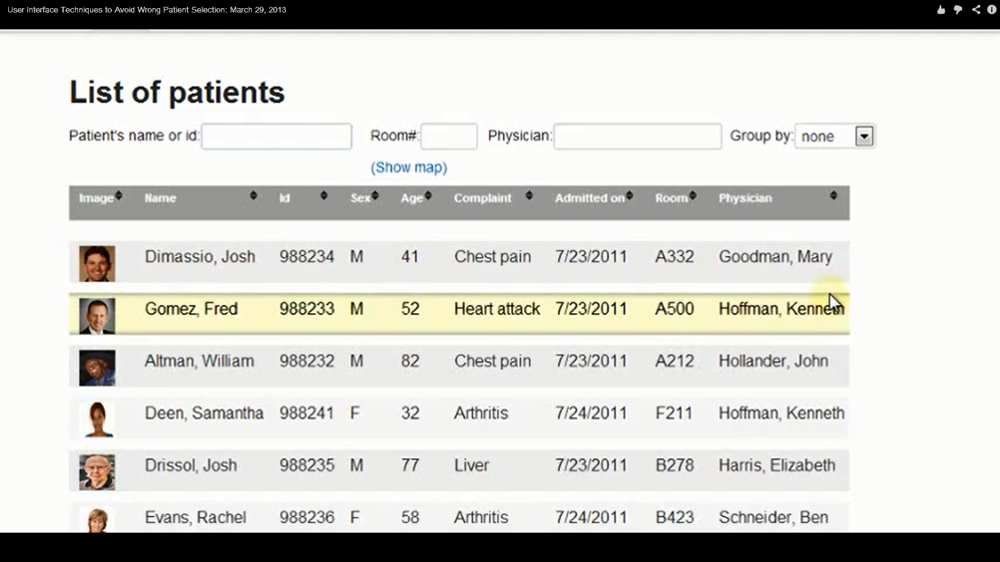 User Interface Techniques to Avoid Wrong Patient Selection: March 29, 2013
List of patients
Patient's name or id: Room#: Physician: Group by: none
(Show map)
Image Name Id Sex Age Complaint Admitted on Room Physician
Dimassio, Josh 988234 M 41 Chest pain 7/23/2011 A332 Goodman, Mary
Gomez, Fred 988233 M 52 Heart attack 7/23/2011 A500 Hoffman, Kenneth
Altman, William 988232 M 82 Chest pain 7/23/2011 A212 Hollander, John
Deen, Samantha 988241 F 32 Arthritis 7/24/2011 F211 Hoffman, Kenneth
Drissol, Josh 988235 M 77 Liver 7/23/2011 B278 Harris, Elizabeth
Evans, Rachel 988236 F 58 Arthritis 7/24/2011 B423 Schneider, Ben